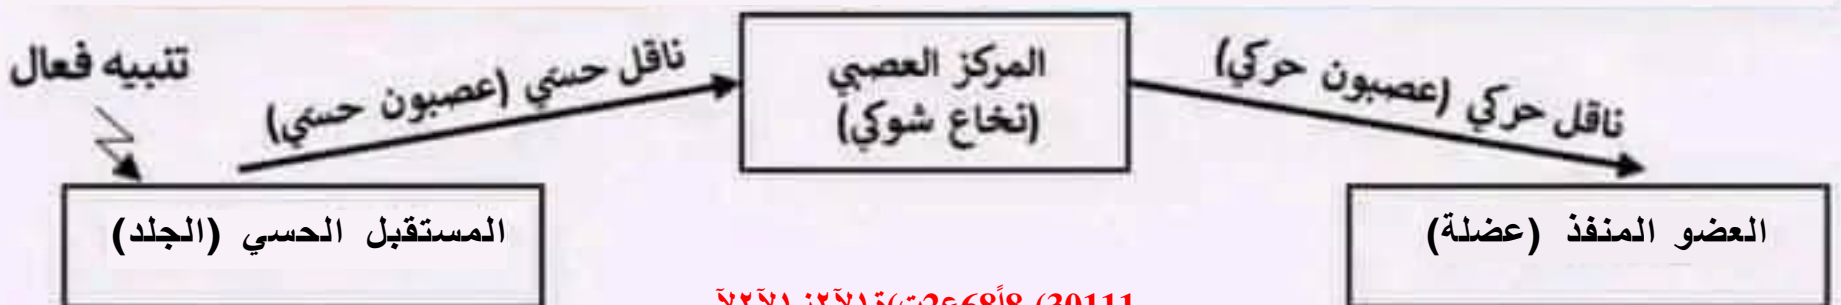 تنبيه فعال
ناقل حسي (عصبون حسي)
المركز العصبي
(نخاع شوكي)
ناقل حركي (عصبون حركي)
المستقبل الحسي (الجلد)
العضو المنفذ (عضلة)